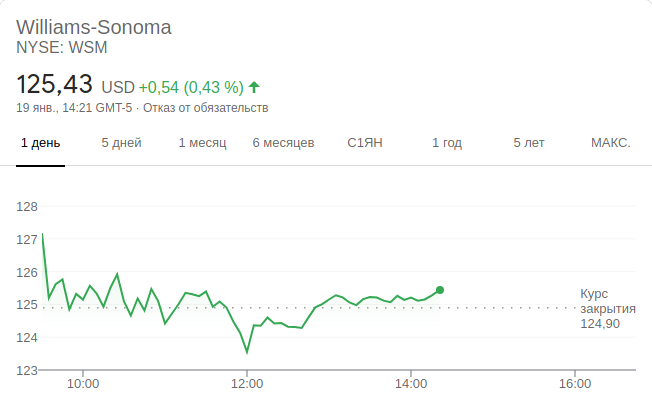 Williams-Sonoma
NYSE: WSM
125,43 USD +0,54 (0,43 %)
19 янв., 14:21 GMT-5 · Отказ от обязательств
1 день 5 дней 1 месяц 6 месяцев С1ЯН 1 год 5 лет МАКС.
128
127
126
125
124
123
Курс
закрытия
124,90
10:00 12:00 14:00 16:00